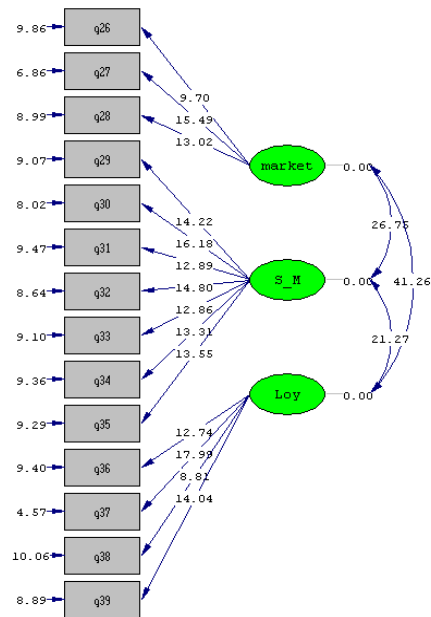 9.86 q26
6.86 q27
8.99 q28
9.07 q29
8.02 q30
9.47 q31
8.64 q32
9.10 q33
9.36 q34
9.29 q35
9.40 q36
4.57 q37
10.06 q38
8.89 q39
9.70
15.49
13.02
14.22
16.18
12.89
14.80
12.86
13.31
13.55
12.74
17.99
8.81
14.04
market 0.00
S_M 0.00
Loy 0.00
26.75
41.26
21.27